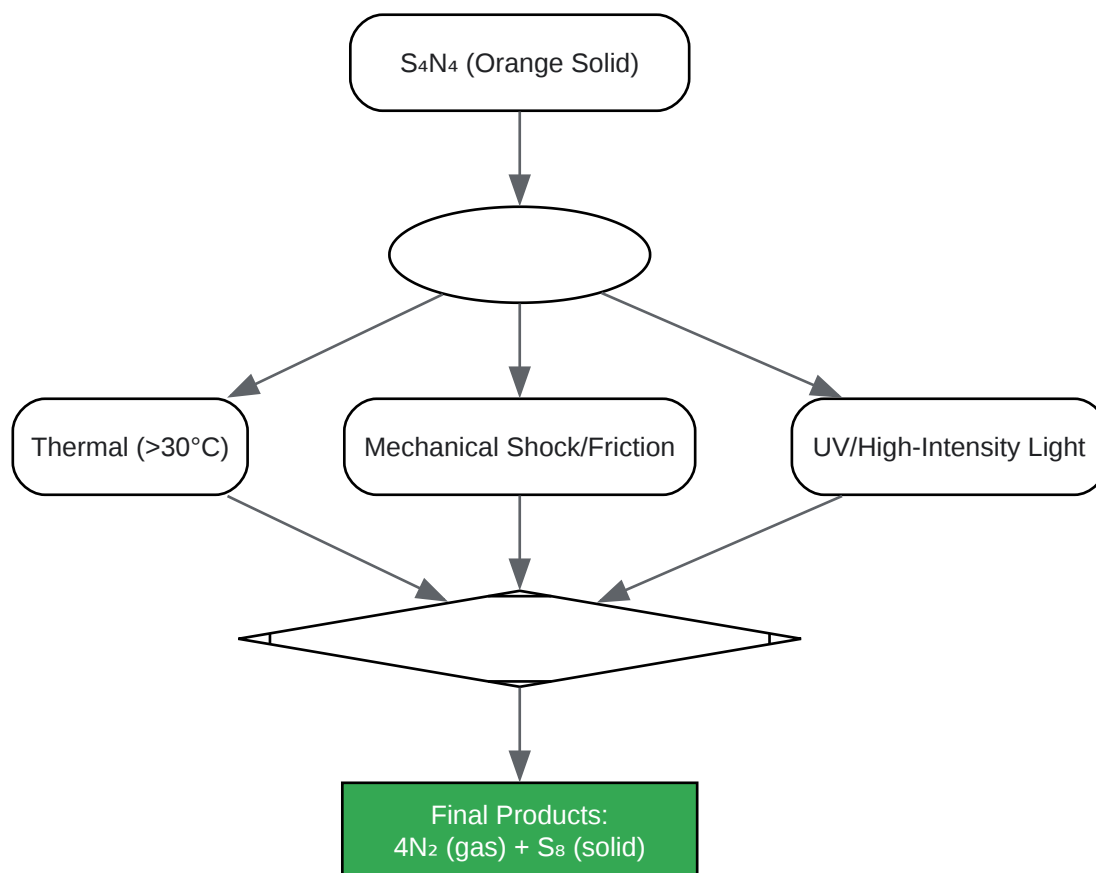 S₄N₄ (Orange Solid)
Thermal (>30°C)
Mechanical Shock/Friction
UV/High-Intensity Light
Final Products:
4N₂ (gas) + S₈ (solid)